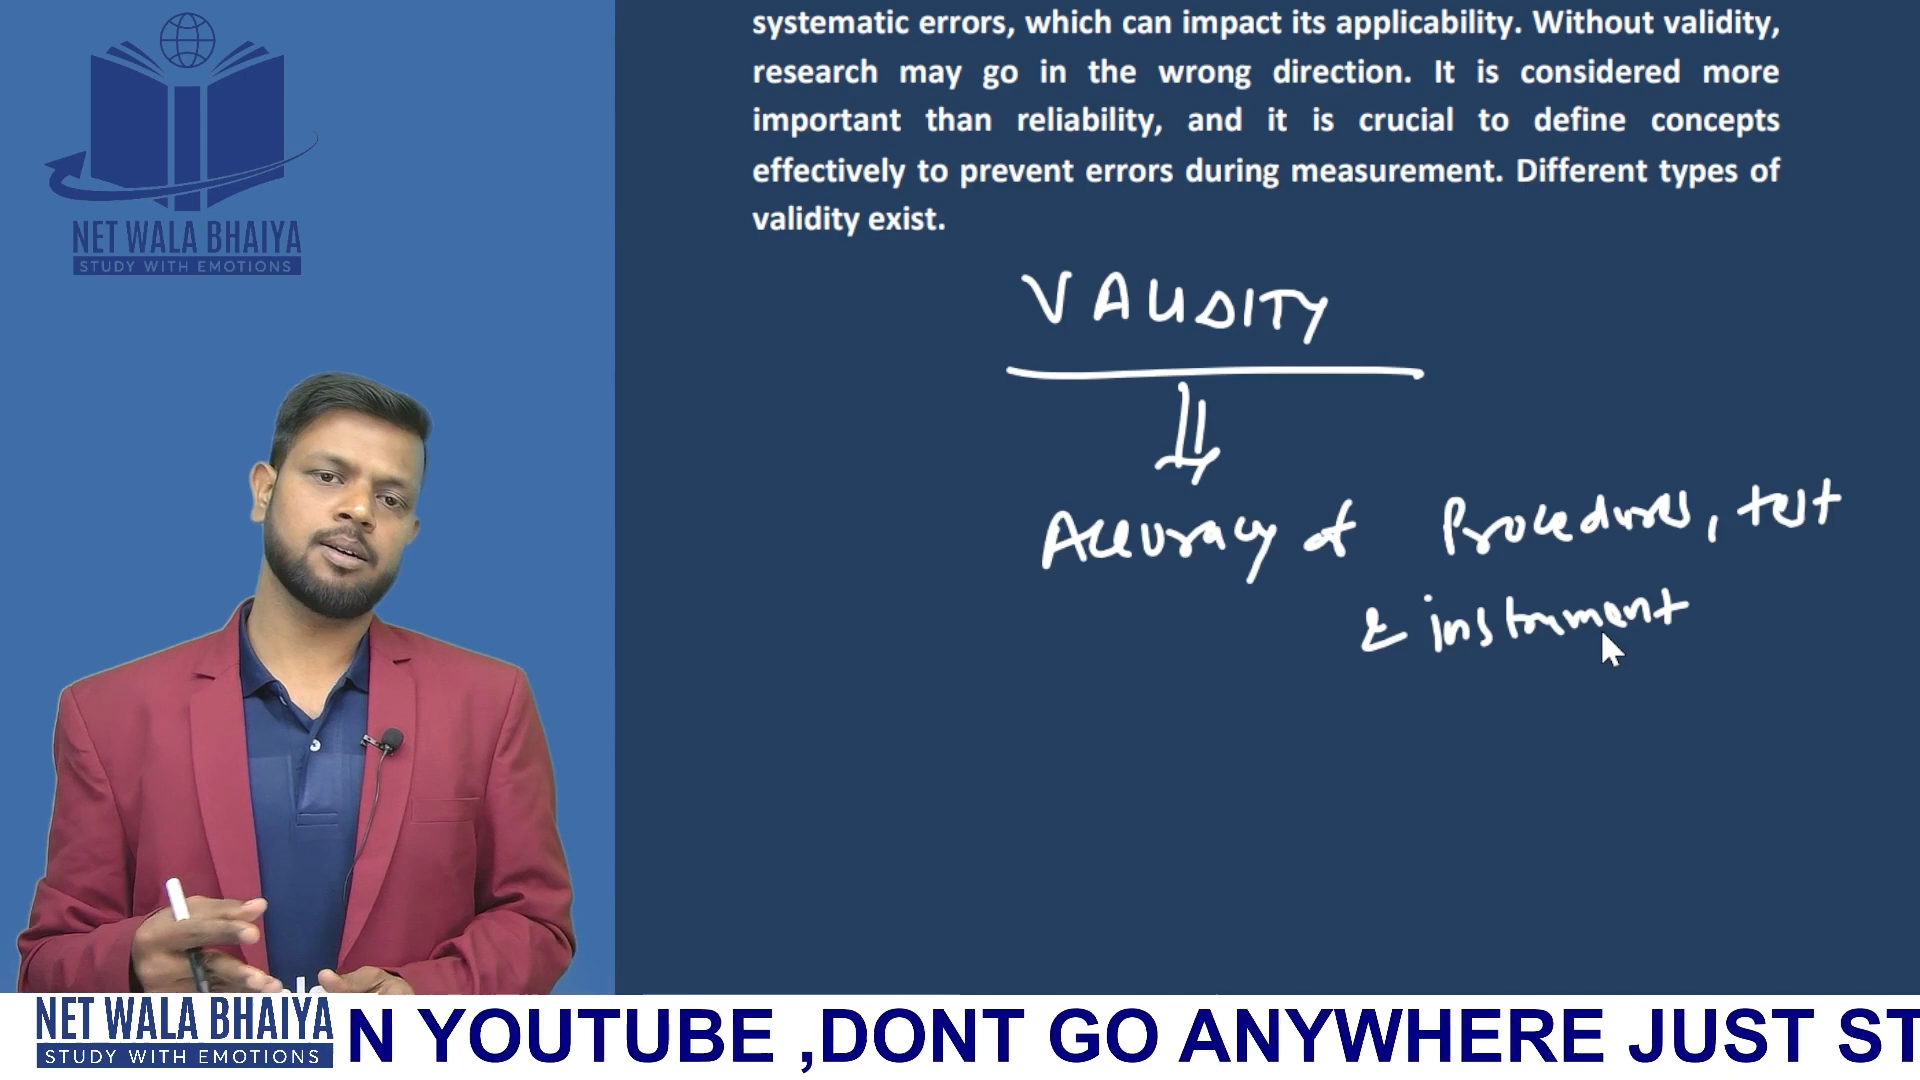 systematic errors, which can impact its applicability. Without validity,
research may go in the wrong direction. It is considered more
important than reliability, and it is crucial to define concepts
effectively to prevent errors during measurement. Different types of
validity exist.
VALIDITY
Accuracy of Procedures, test
& instrument
NET WALA BHAIYA
STUDY WITH EMOTIONS
NET WALA BHAIYA
STUDY WITH EMOTIONS
N YOUTUBE ,DONT GO ANYWHERE JUST ST